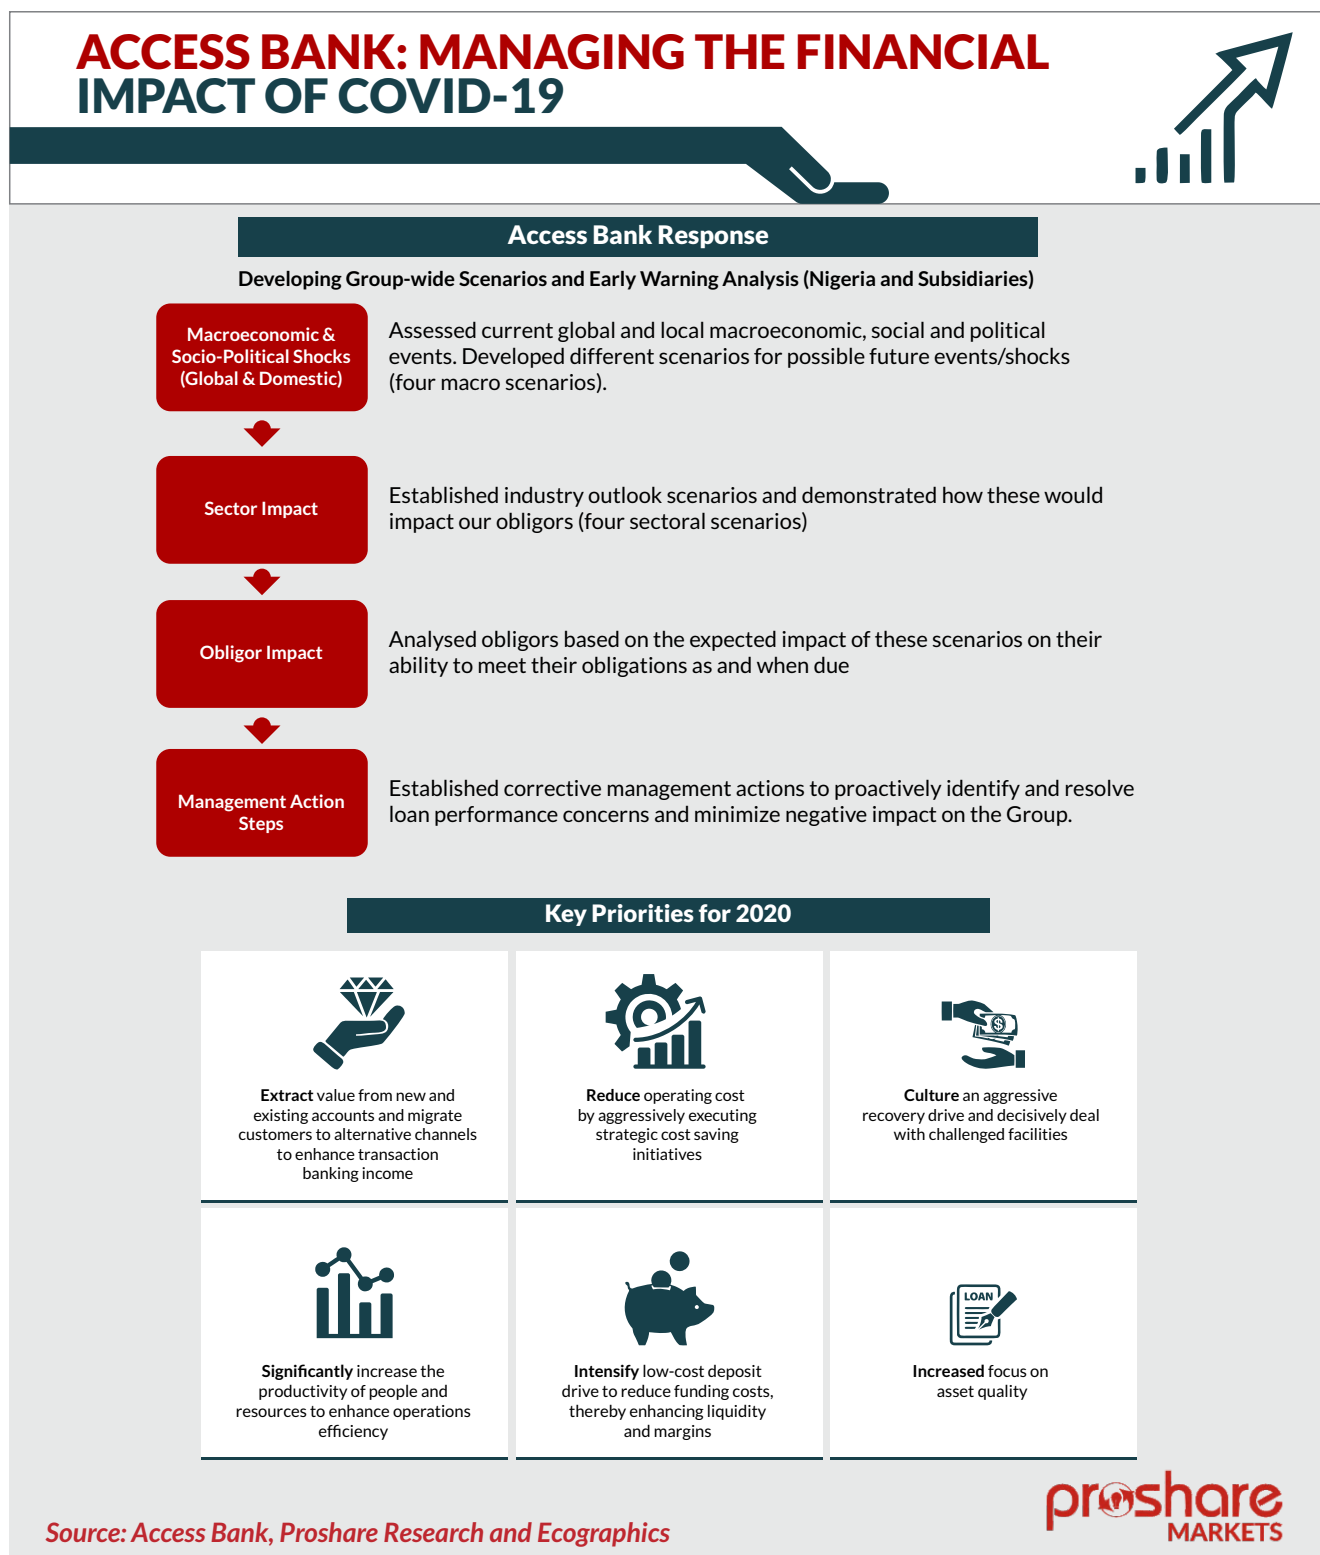 ACCESS BANK: MANAGING THE FINANCIAL
IMPACT OF COVID-19
Access Bank Response
Developing Group-wide Scenarios and Early Warning Analysis (Nigeria and Subsidiaries)
Macroeconomic &
Socio-Political Shocks
(Global & Domestic)
Assessed current global and local macroeconomic, social and political
events. Developed different scenarios for possible future events/shocks
(four macro scenarios).
Sector Impact
Established industry outlook scenarios and demonstrated how these would
impact our obligors (four sectoral scenarios)
Obligor Impact
Analysed obligors based on the expected impact of these scenarios on their
ability to meet their obligations as and when due
Management Action
Steps
Established corrective management actions to proactively identify and resolve
loan performance concerns and minimize negative impact on the Group.
Key Priorities for 2020
Extract value from new and
existing accounts and migrate
customers to alternative channels
to enhance transaction
banking income
Reduce operating cost
by aggressively executing
strategic cost saving
initiatives
$
Culture an aggressive
recovery drive and decisively deal
with challenged facilities
Significantly increase the
productivity of people and
resources to enhance operations
efficiency
Intensify low-cost deposit
drive to reduce funding costs,
thereby enhancing liquidity
and margins
LOAN
Increased focus on
asset quality
Source: Access Bank, Proshare Research and Ecographics
proshare
MARKETS